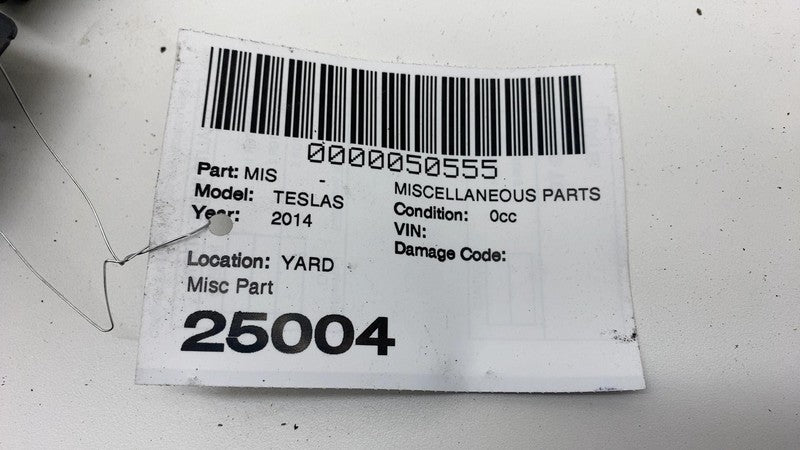 0000050555
Part: MIS -
MISCELLANEOUS PARTS
Model: TESLAS
Condition: 0cc
Year: 2014
VIN:
Damage Code:
Location: YARD
Misc Part
25004